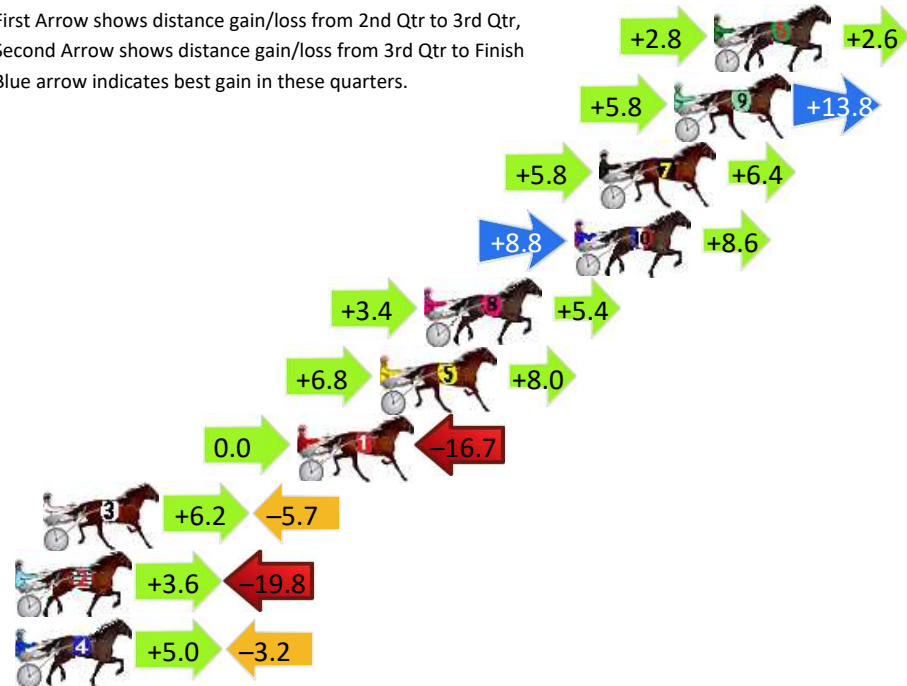 First Arrow shows distance gain/loss from 2nd Qtr to 3rd Qtr,
Second Arrow shows distance gain/loss from 3rd Qtr to Finish
Blue arrow indicates best gain in these quarters.
+2.8 6 +2.6
+5.8 9 +13.8
+5.8 7 +6.4
+8.8 10 +8.6
+3.4 8 +5.4
+6.8 5 +8.0
0.0 1 –16.7
3 +6.2 –5.7
2 +3.6 –19.8
4 +5.0 –3.2